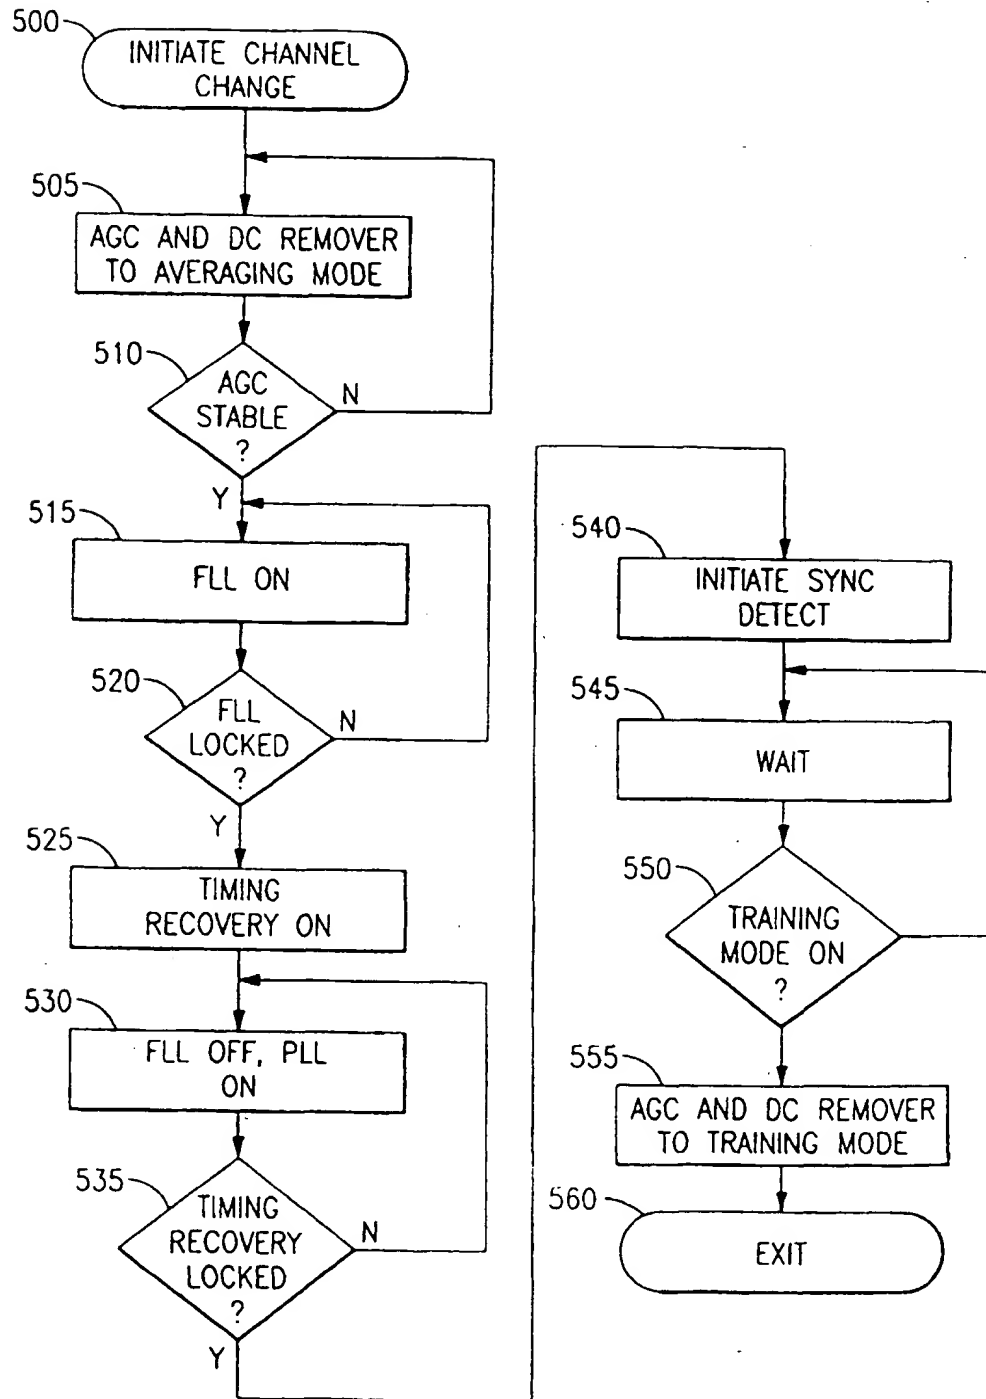 500
INITIATE CHANNEL
CHANGE
505
AGC AND DC REMOVER
TO AVERAGING MODE
510
AGC
STABLE
?
N
Y
515
FLL ON
520
FLL
LOCKED
?
N
Y
525
TIMING
RECOVERY ON
530
FLL OFF, PLL
ON
535
TIMING
RECOVERY
LOCKED
?
N
Y
540
INITIATE SYNC
DETECT
545
WAIT
550
TRAINING
MODE ON
?
555
AGC AND DC REMOVER
TO TRAINING MODE
560
EXIT